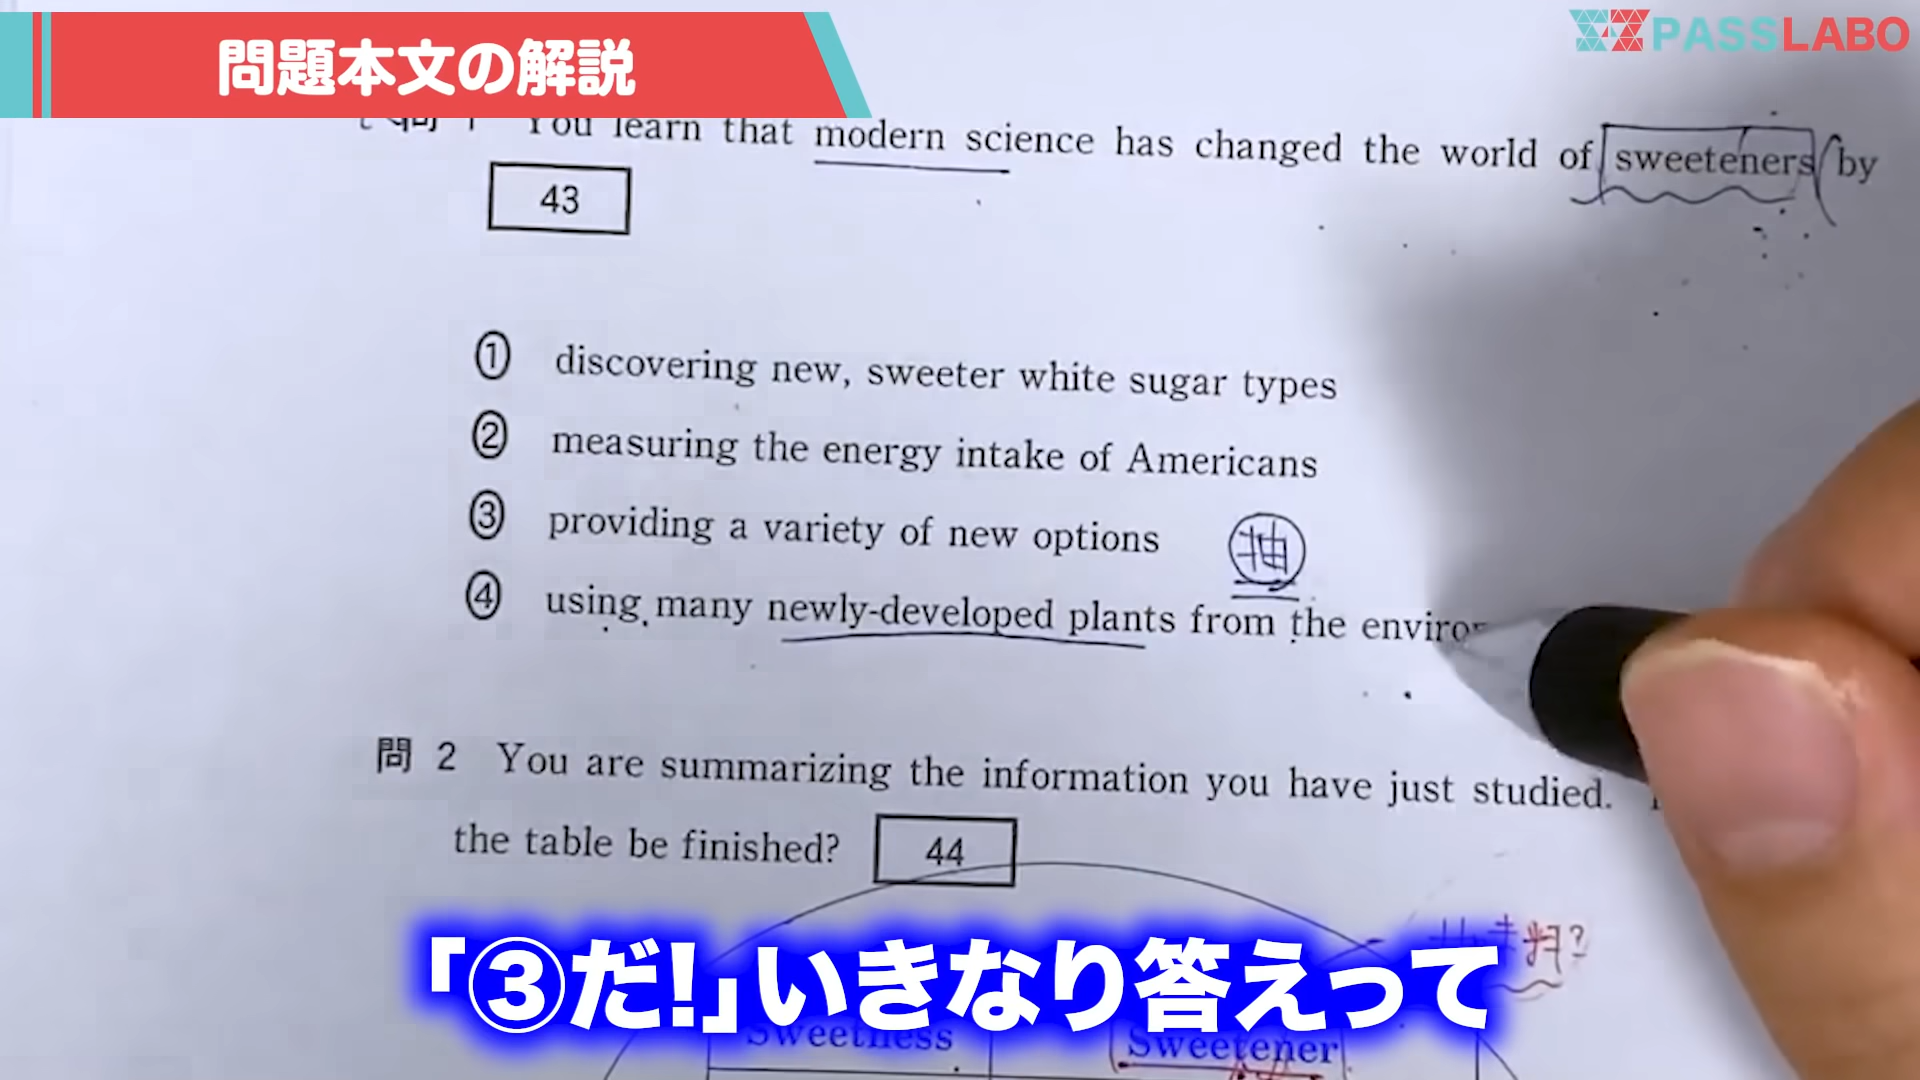 問題本文の解説
PASSLABO
You learn that modern science has changed the world of sweeteners by
43
① discovering new, sweeter white sugar types
② measuring the energy intake of Americans
③ providing a variety of new options 抽
④ using many newly-developed plants from the
問2 You are summarizing the information you have just studied.
the table be finished? 44
「③だ!」いきなり答えって
Sweetness Sweetener